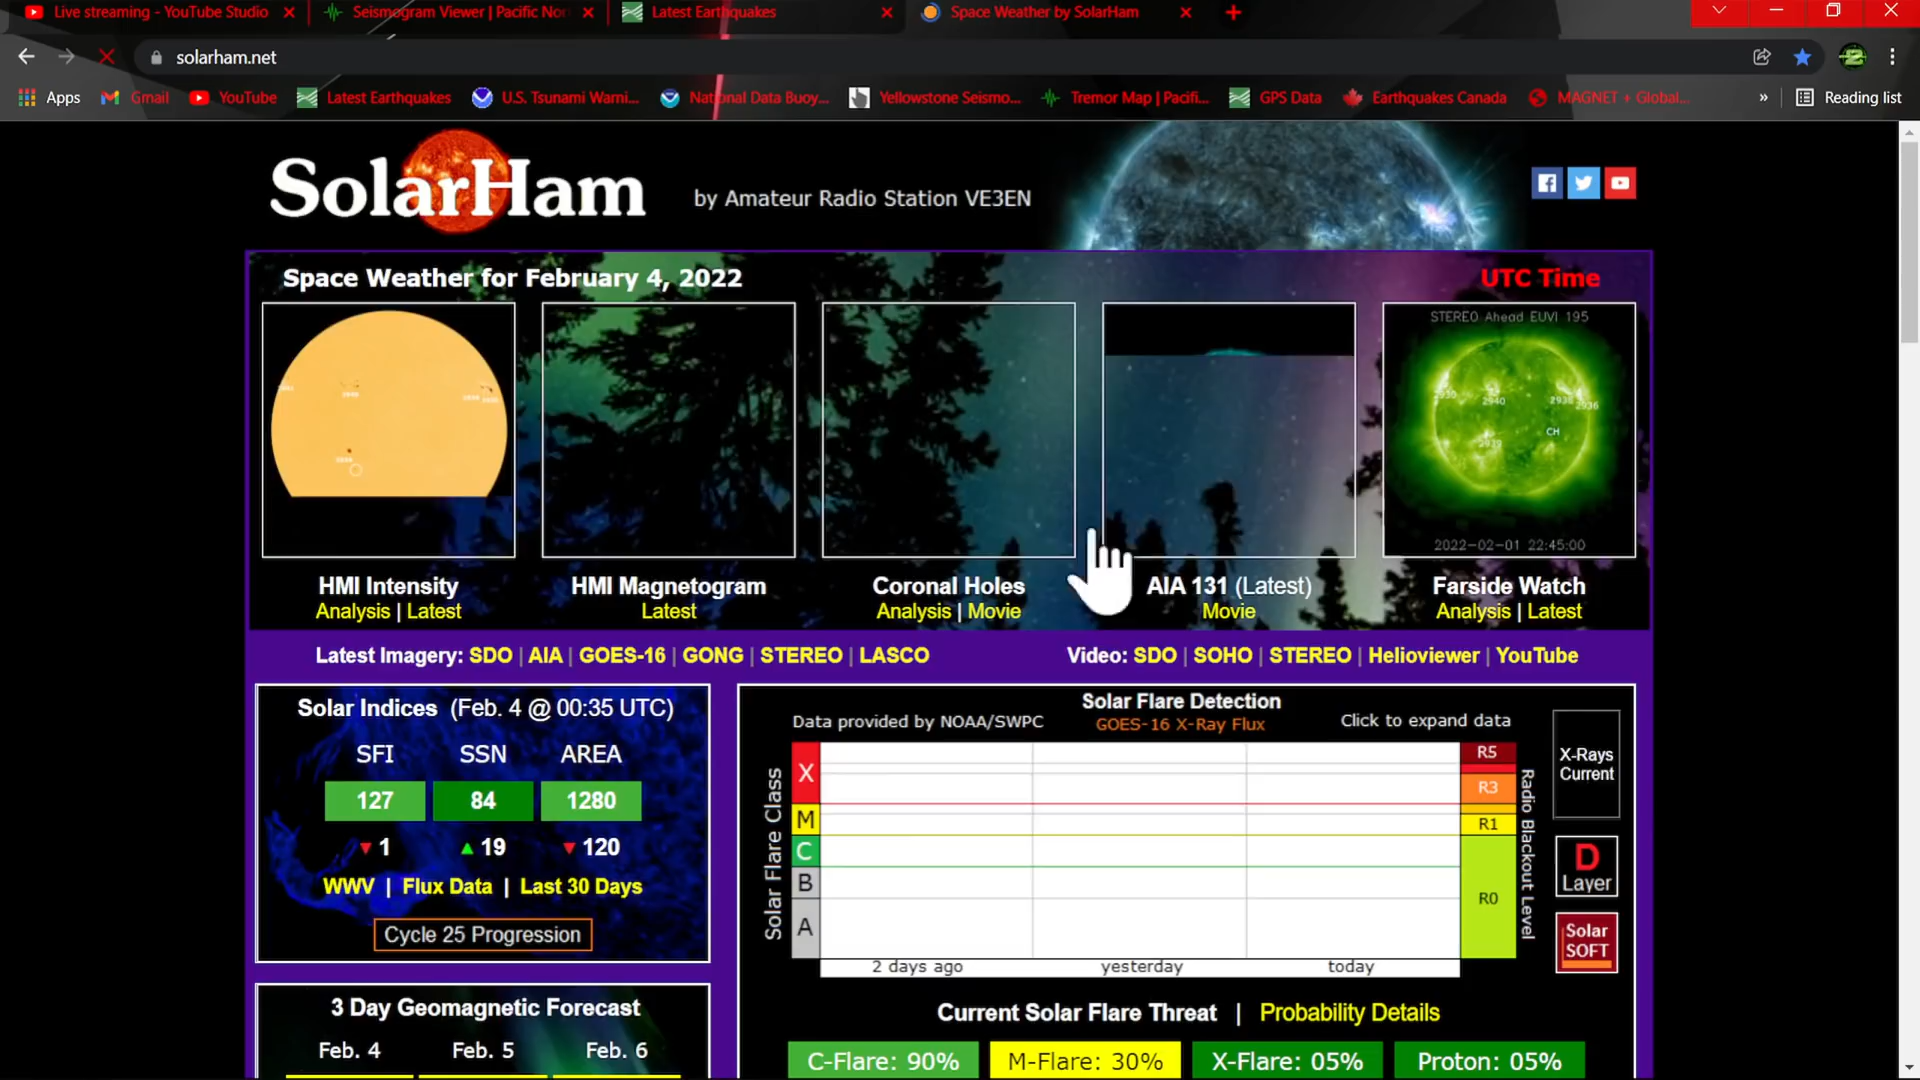 Live streaming - YouTube Studio
Seismogram Viewer | Pacific Nor
Latest Earthquakes
Space Weather by SolarHam
solarham.net
Apps
Gmail
YouTube
Latest Earthquakes
U.S. Tsunami Warni...
National Data Buoy...
Yellowstone Seismo...
Tremor Map | Pacifi...
GPS Data
Earthquakes Canada
MAGNET + Global...
»
Reading list
SolarHam
by Amateur Radio Station VE3EN
Space Weather for February 4, 2022
UTC Time
2940
STEREO Ahead EUVI 195
2940
2936
2939
CH
2022-02-01 22:45:00
HMI Intensity
Analysis | Latest
HMI Magnetogram
Latest
Coronal Holes
Analysis | Movie
AIA 131 (Latest)
Movie
Farside Watch
Analysis | Latest
Latest Imagery: SDO | AIA | GOES-16 | GONG | STEREO | LASCO
Video: SDO | SOHO | STEREO | Helioviewer | YouTube
Solar Indices (Feb. 4 @ 00:35 UTC)
SFI SSN AREA
127 84 1280
▼ 1 ▲ 19 ▼ 120
WWV | Flux Data | Last 30 Days
Cycle 25 Progression
3 Day Geomagnetic Forecast
Feb. 4 Feb. 5 Feb. 6
Solar Flare Detection
Data provided by NOAA/SWPC
GOES-16 X-Ray Flux
Click to expand data
Solar Flare Class
X
M
C
B
A
R5
R3
R1
R0
Radio Blackout Level
2 days ago yesterday today
X-Rays
Current
D
Layer
Solar
SOFT
Current Solar Flare Threat | Probability Details
C-Flare: 90% M-Flare: 30% X-Flare: 05% Proton: 05%